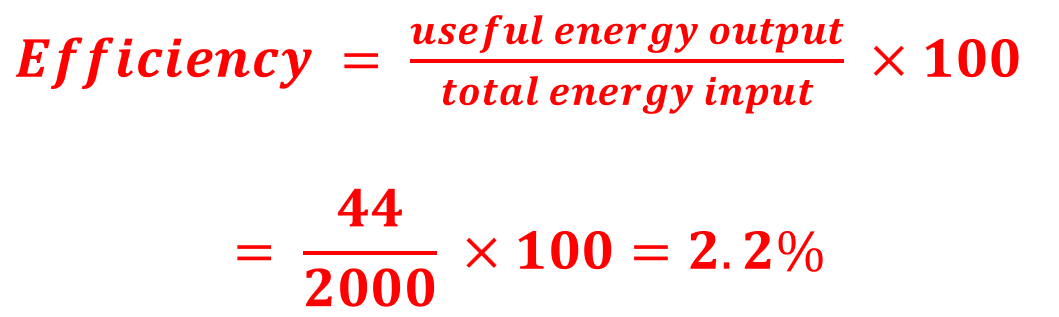 Efficiency = useful energy output / total energy input × 100
= 44 / 2000 × 100 = 2.2%